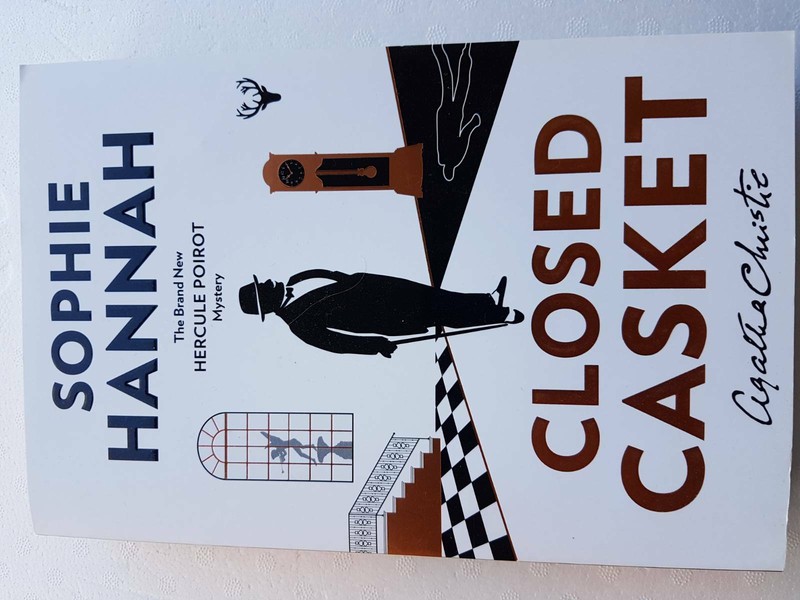 SOPHIE
HANNAH
The Brand New
HERCULE POIROT
Mystery
CLOSED
CASKET
Agatha Christie